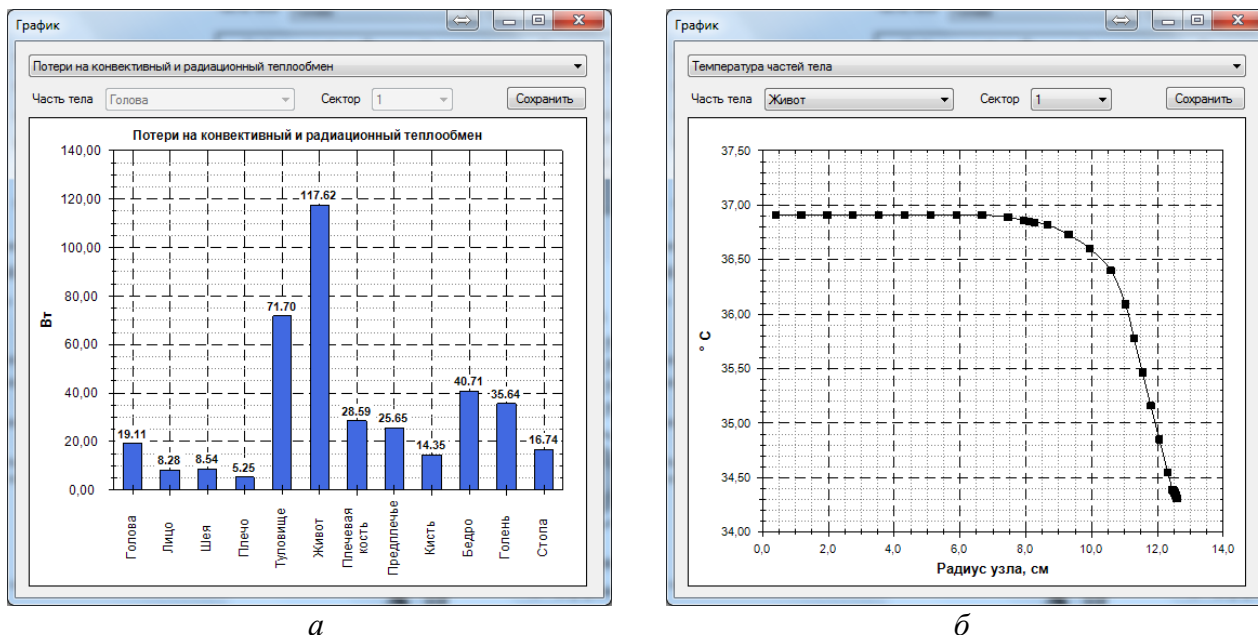 График
Потери на конвективный и радиационный теплообмен
Часть тела Голова Сектор 1 Сохранить
Потери на конвективный и радиационный теплообмен
140,00
120,00
100,00
80,00
60,00
40,00
20,00
0,00
Вт
19.11
8.28
8.54
5.25
71.70
117.62
28.59
25.65
14.35
40.71
35.64
16.74
Голова
Лицо
Шея
Плечо
Туловище
Живот
Плечевая
кость
Предплечье
Кисть
Бедро
Голень
Стопа
а
График
Температура частей тела
Часть тела Живот Сектор 1 Сохранить
37,50
37,00
36,50
36,00
35,50
35,00
34,50
34,00
° C
0,0 2,0 4,0 6,0 8,0 10,0 12,0 14,0
Радиус узла, см
б